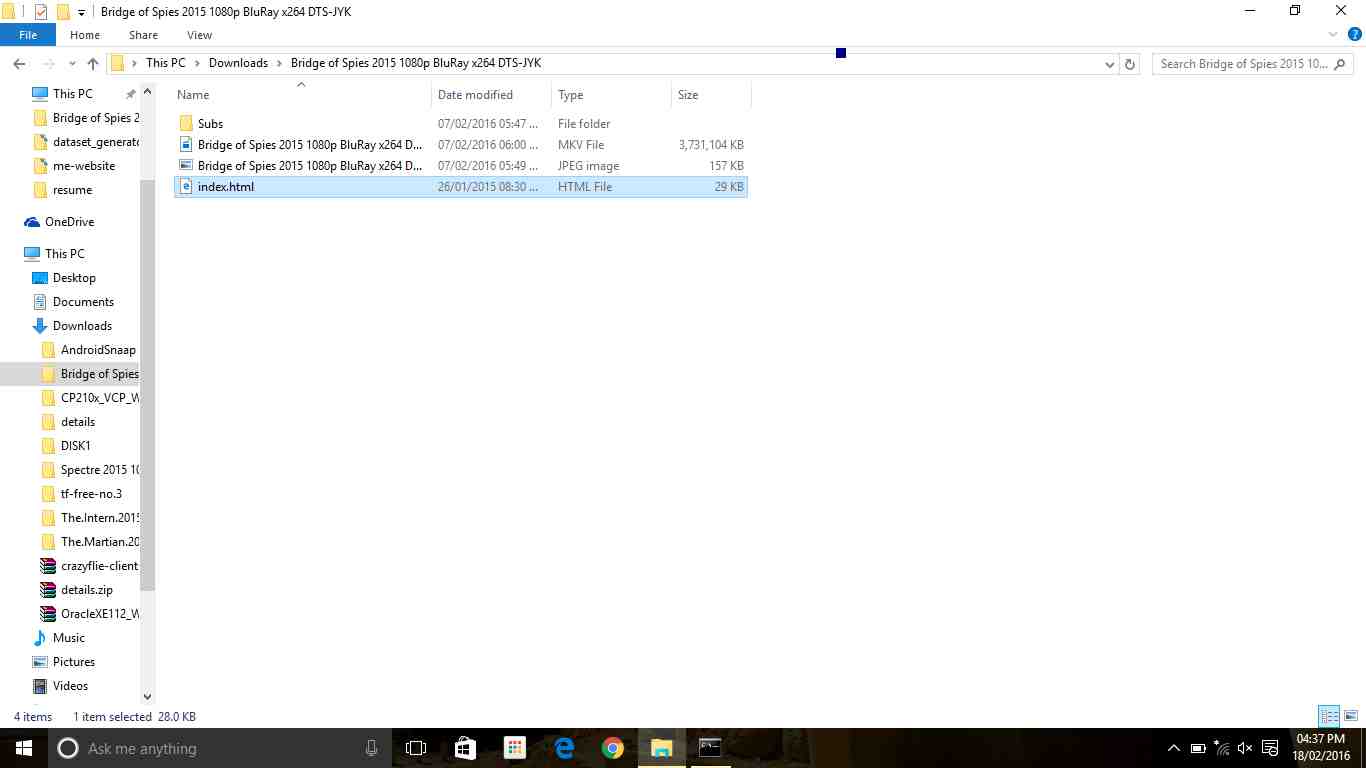 Bridge of Spies 2015 1080p BluRay x264 DTS-JYK
File Home Share View
This PC Downloads Bridge of Spies 2015 1080p BluRay x264 DTS-JYK Search Bridge of Spies 2015 10...
Name Date modified Type Size
Subs 07/02/2016 05:47 ... File folder
Bridge of Spies 2015 1080p BluRay x264 D... 07/02/2016 06:00 ... MKV File 3,731,104 KB
Bridge of Spies 2015 1080p BluRay x264 D... 07/02/2016 05:49 ... JPEG image 157 KB
index.html 26/01/2015 08:30 ... HTML File 29 KB
This PC
Bridge of Spies 2
dataset_generato
me-website
resume
OneDrive
This PC
Desktop
Documents
Downloads
AndroidSnaap
Bridge of Spies
CP210x_VCP_W
details
DISK1
Spectre 2015 10
tf-free-no.3
The.Intern.2015
The.Martian.20
crazyflie-client
details.zip
OracleXE112_W
Music
Pictures
Videos
4 items 1 item selected 28.0 KB
Ask me anything
04:37 PM
18/02/2016